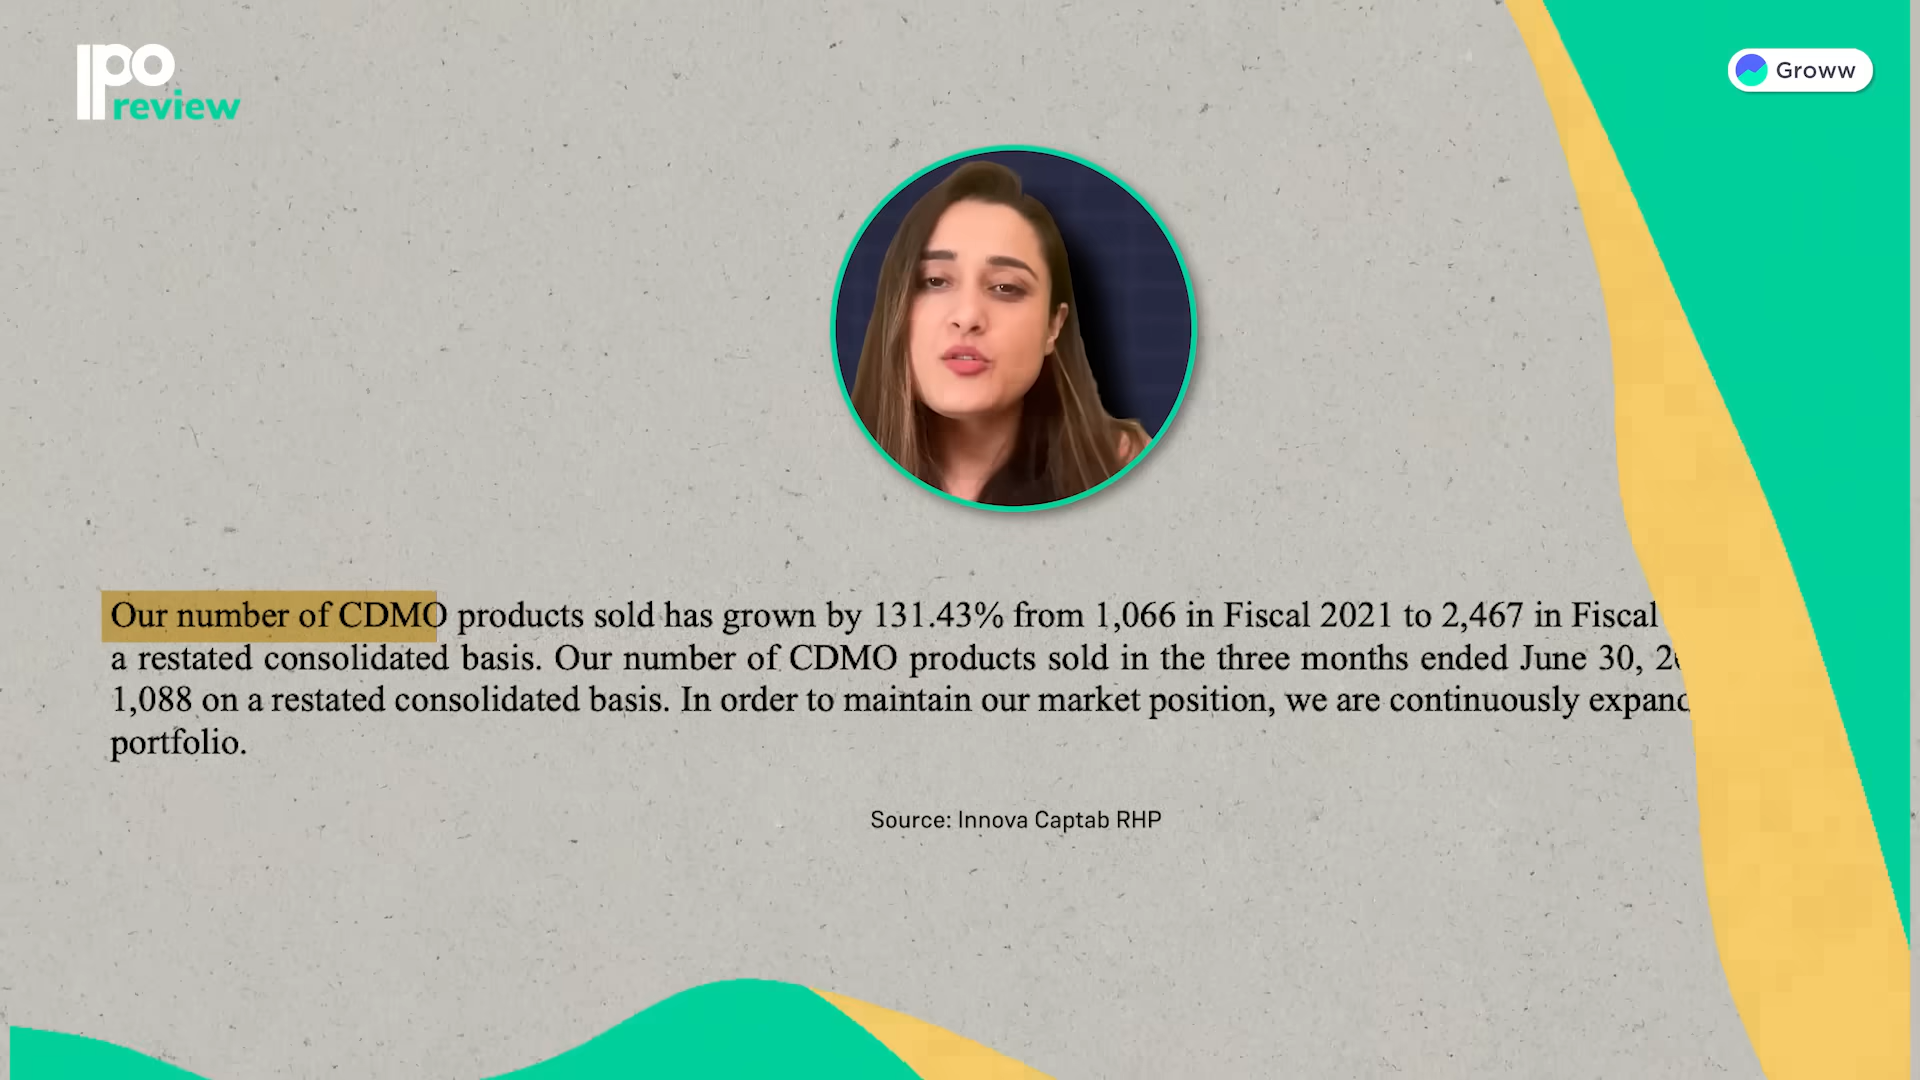 IPO
review
Groww
Our number of CDMO products sold has grown by 131.43% from 1,066 in Fiscal 2021 to 2,467 in Fiscal
a restated consolidated basis. Our number of CDMO products sold in the three months ended June 30,
1,088 on a restated consolidated basis. In order to maintain our market position, we are continuously
portfolio.
Source: Innova Captab RHP